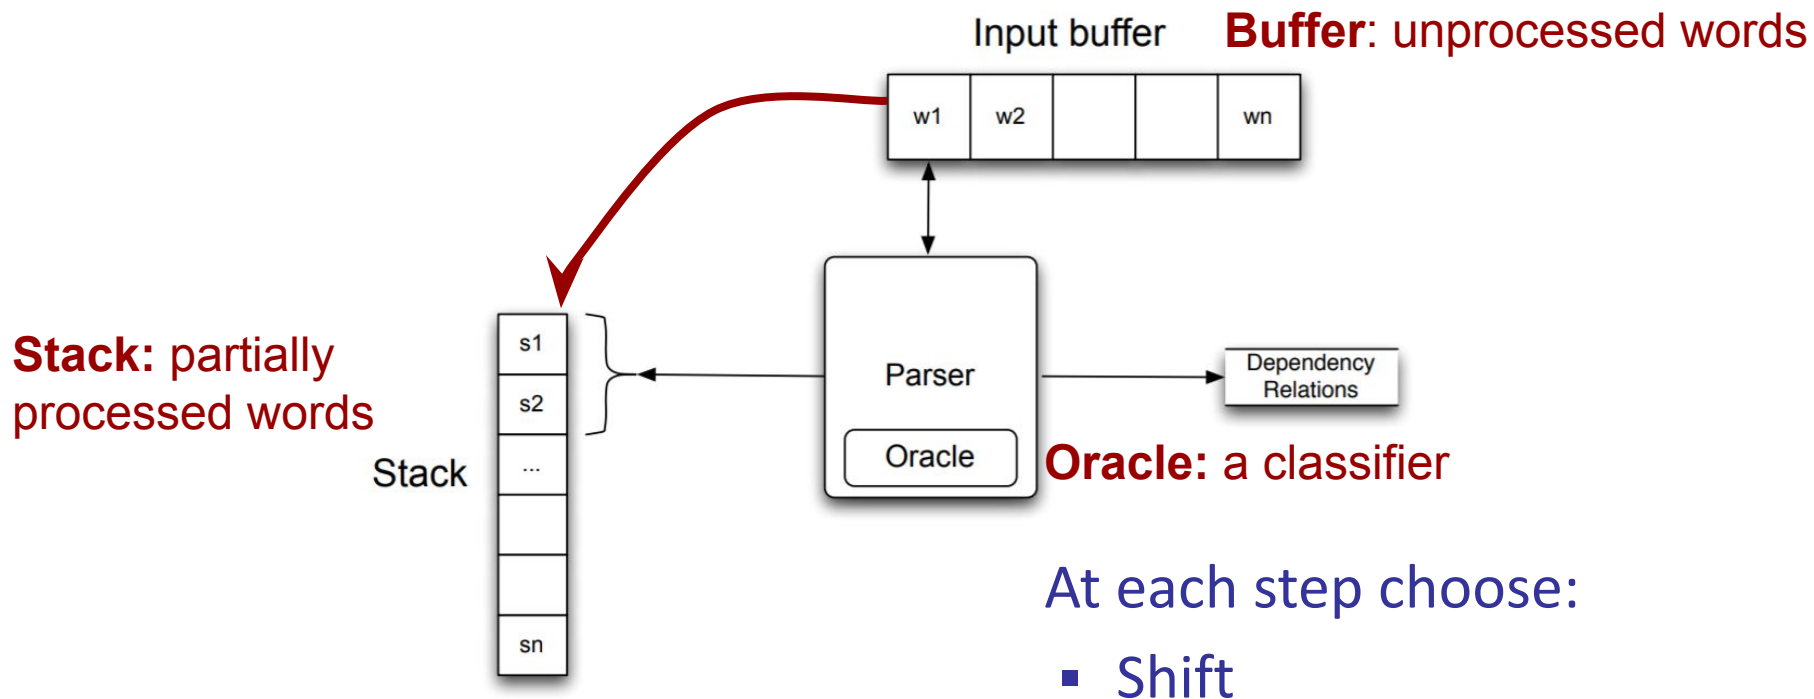 Input buffer
Buffer: unprocessed words
w1 w2 wn
Stack: partially
processed words
s1
s2
...
sn
Stack
Parser
Oracle
Dependency
Relations
Oracle: a classifier
At each step choose:
▪ Shift